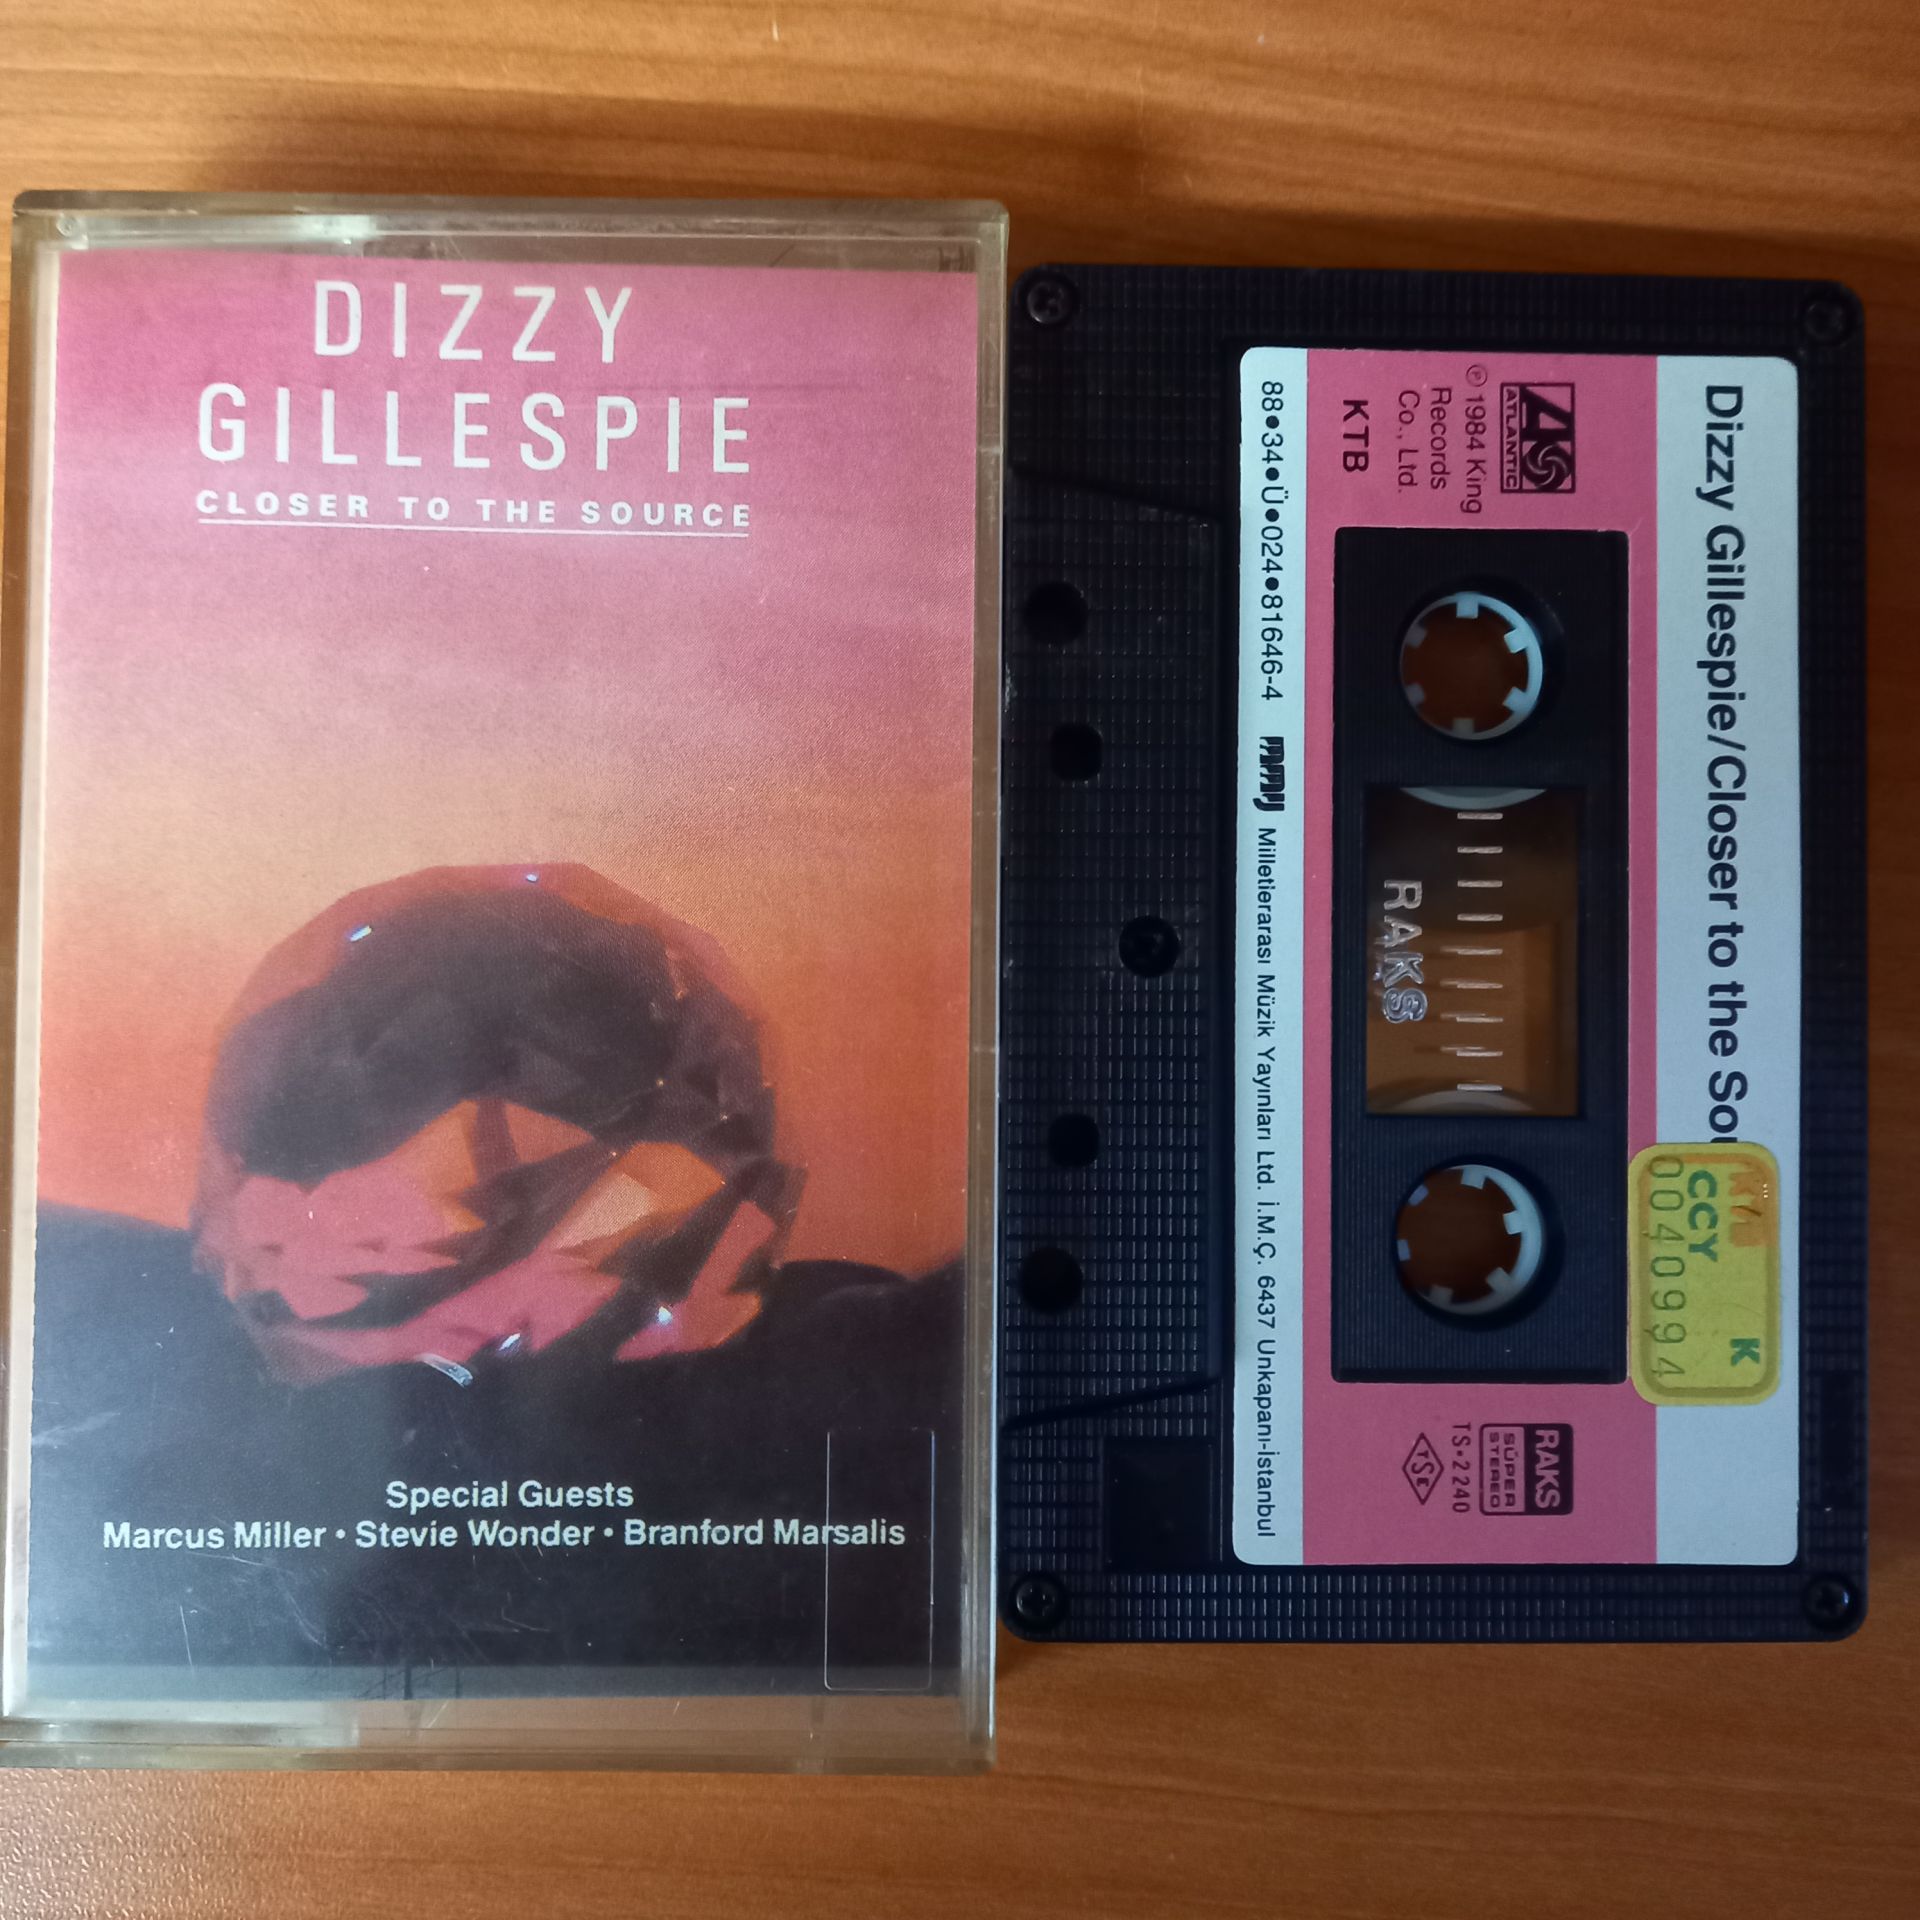 DIZZY
GILLESPIE
CLOSER TO THE SOURCE
Special Guests
Marcus Miller • Stevie Wonder • Branford Marsalis
Dizzy Gillespie/Closer to the Sou
ATLANTIC
℗ 1984 King
Records
Co., Ltd.
KTB
RAKS
CCY
K
0040994
RAKS
SÜPER
STEREO
TS•2240
TSE
88•34•Ü•024•81646-4 mmy Milletlerarası Müzik Yayınları Ltd. İ.M.Ç. 6437 Unkapanı-İstanbul